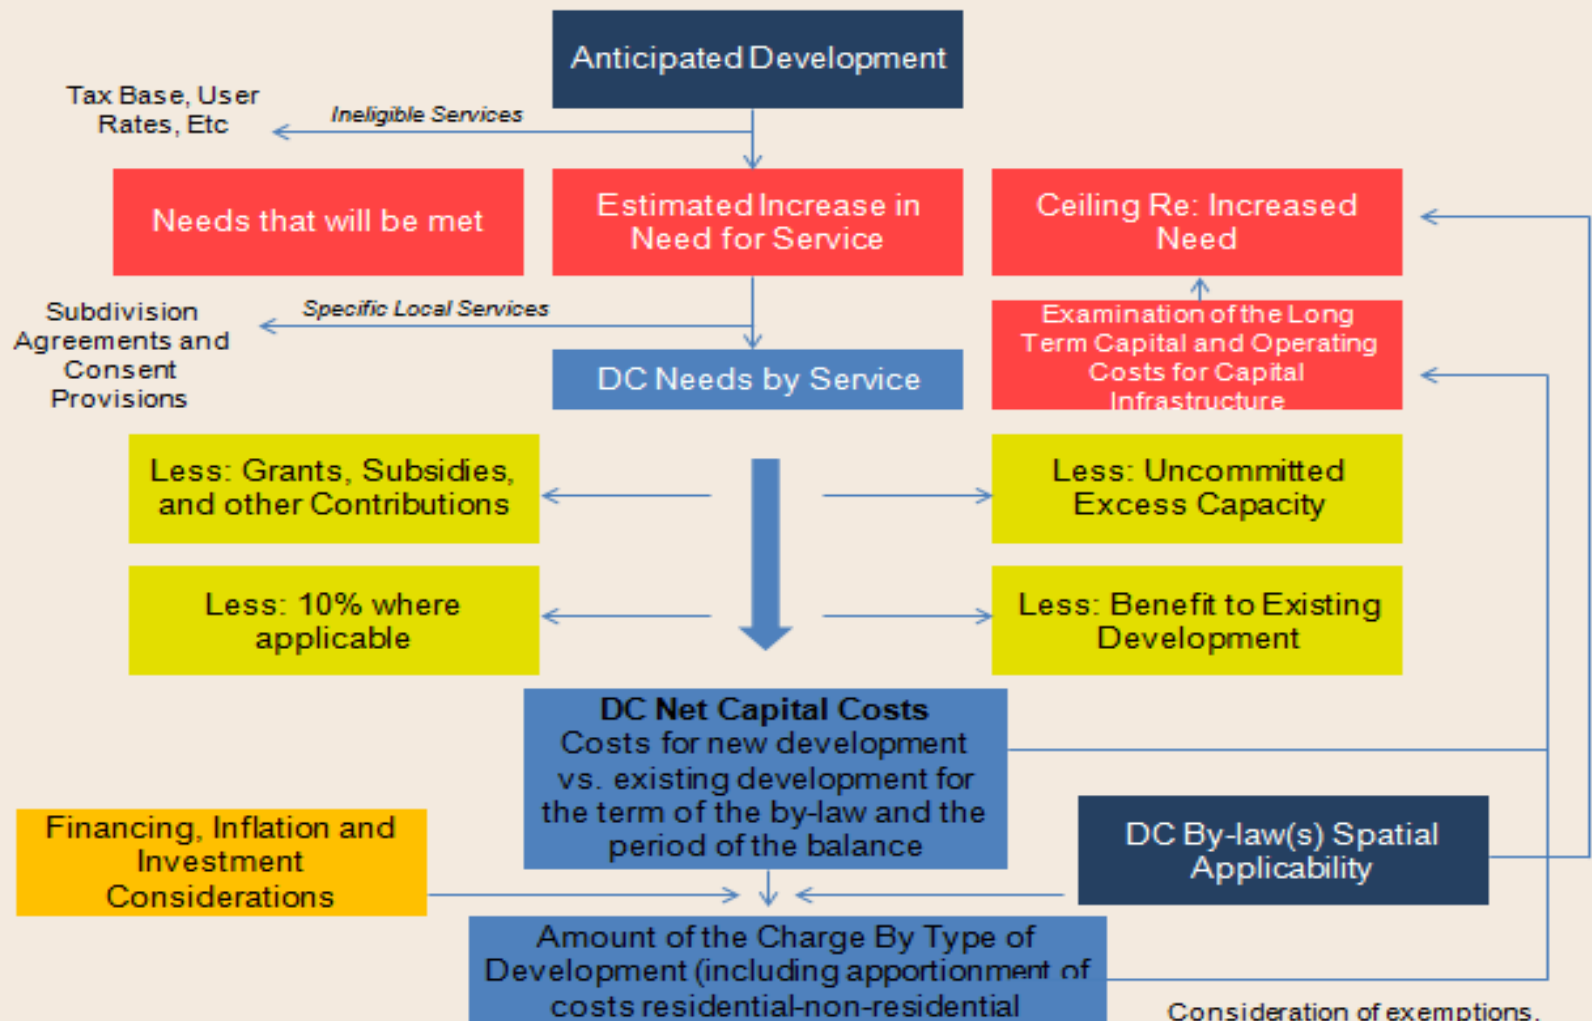 Anticipated Development
Tax Base, User
Rates, Etc
Ineligible Services
Needs that will be met
Estimated Increase in
Need for Service
Ceiling Re: Increased
Need
Subdivision
Agreements and
Consent
Provisions
Specific Local Services
DC Needs by Service
Examination of the Long
Term Capital and Operating
Costs for Capital
Infrastructure
Less: Grants, Subsidies,
and other Contributions
Less: Uncommitted
Excess Capacity
Less: 10% where
applicable
Less: Benefit to Existing
Development
DC Net Capital Costs
Costs for new development
vs. existing development for
the term of the by-law and the
period of the balance
Financing, Inflation and
Investment
Considerations
DC By-law(s) Spatial
Applicability
Amount of the Charge By Type of
Development (including apportionment of
costs residential-non-residential
Consideration of exemptions,